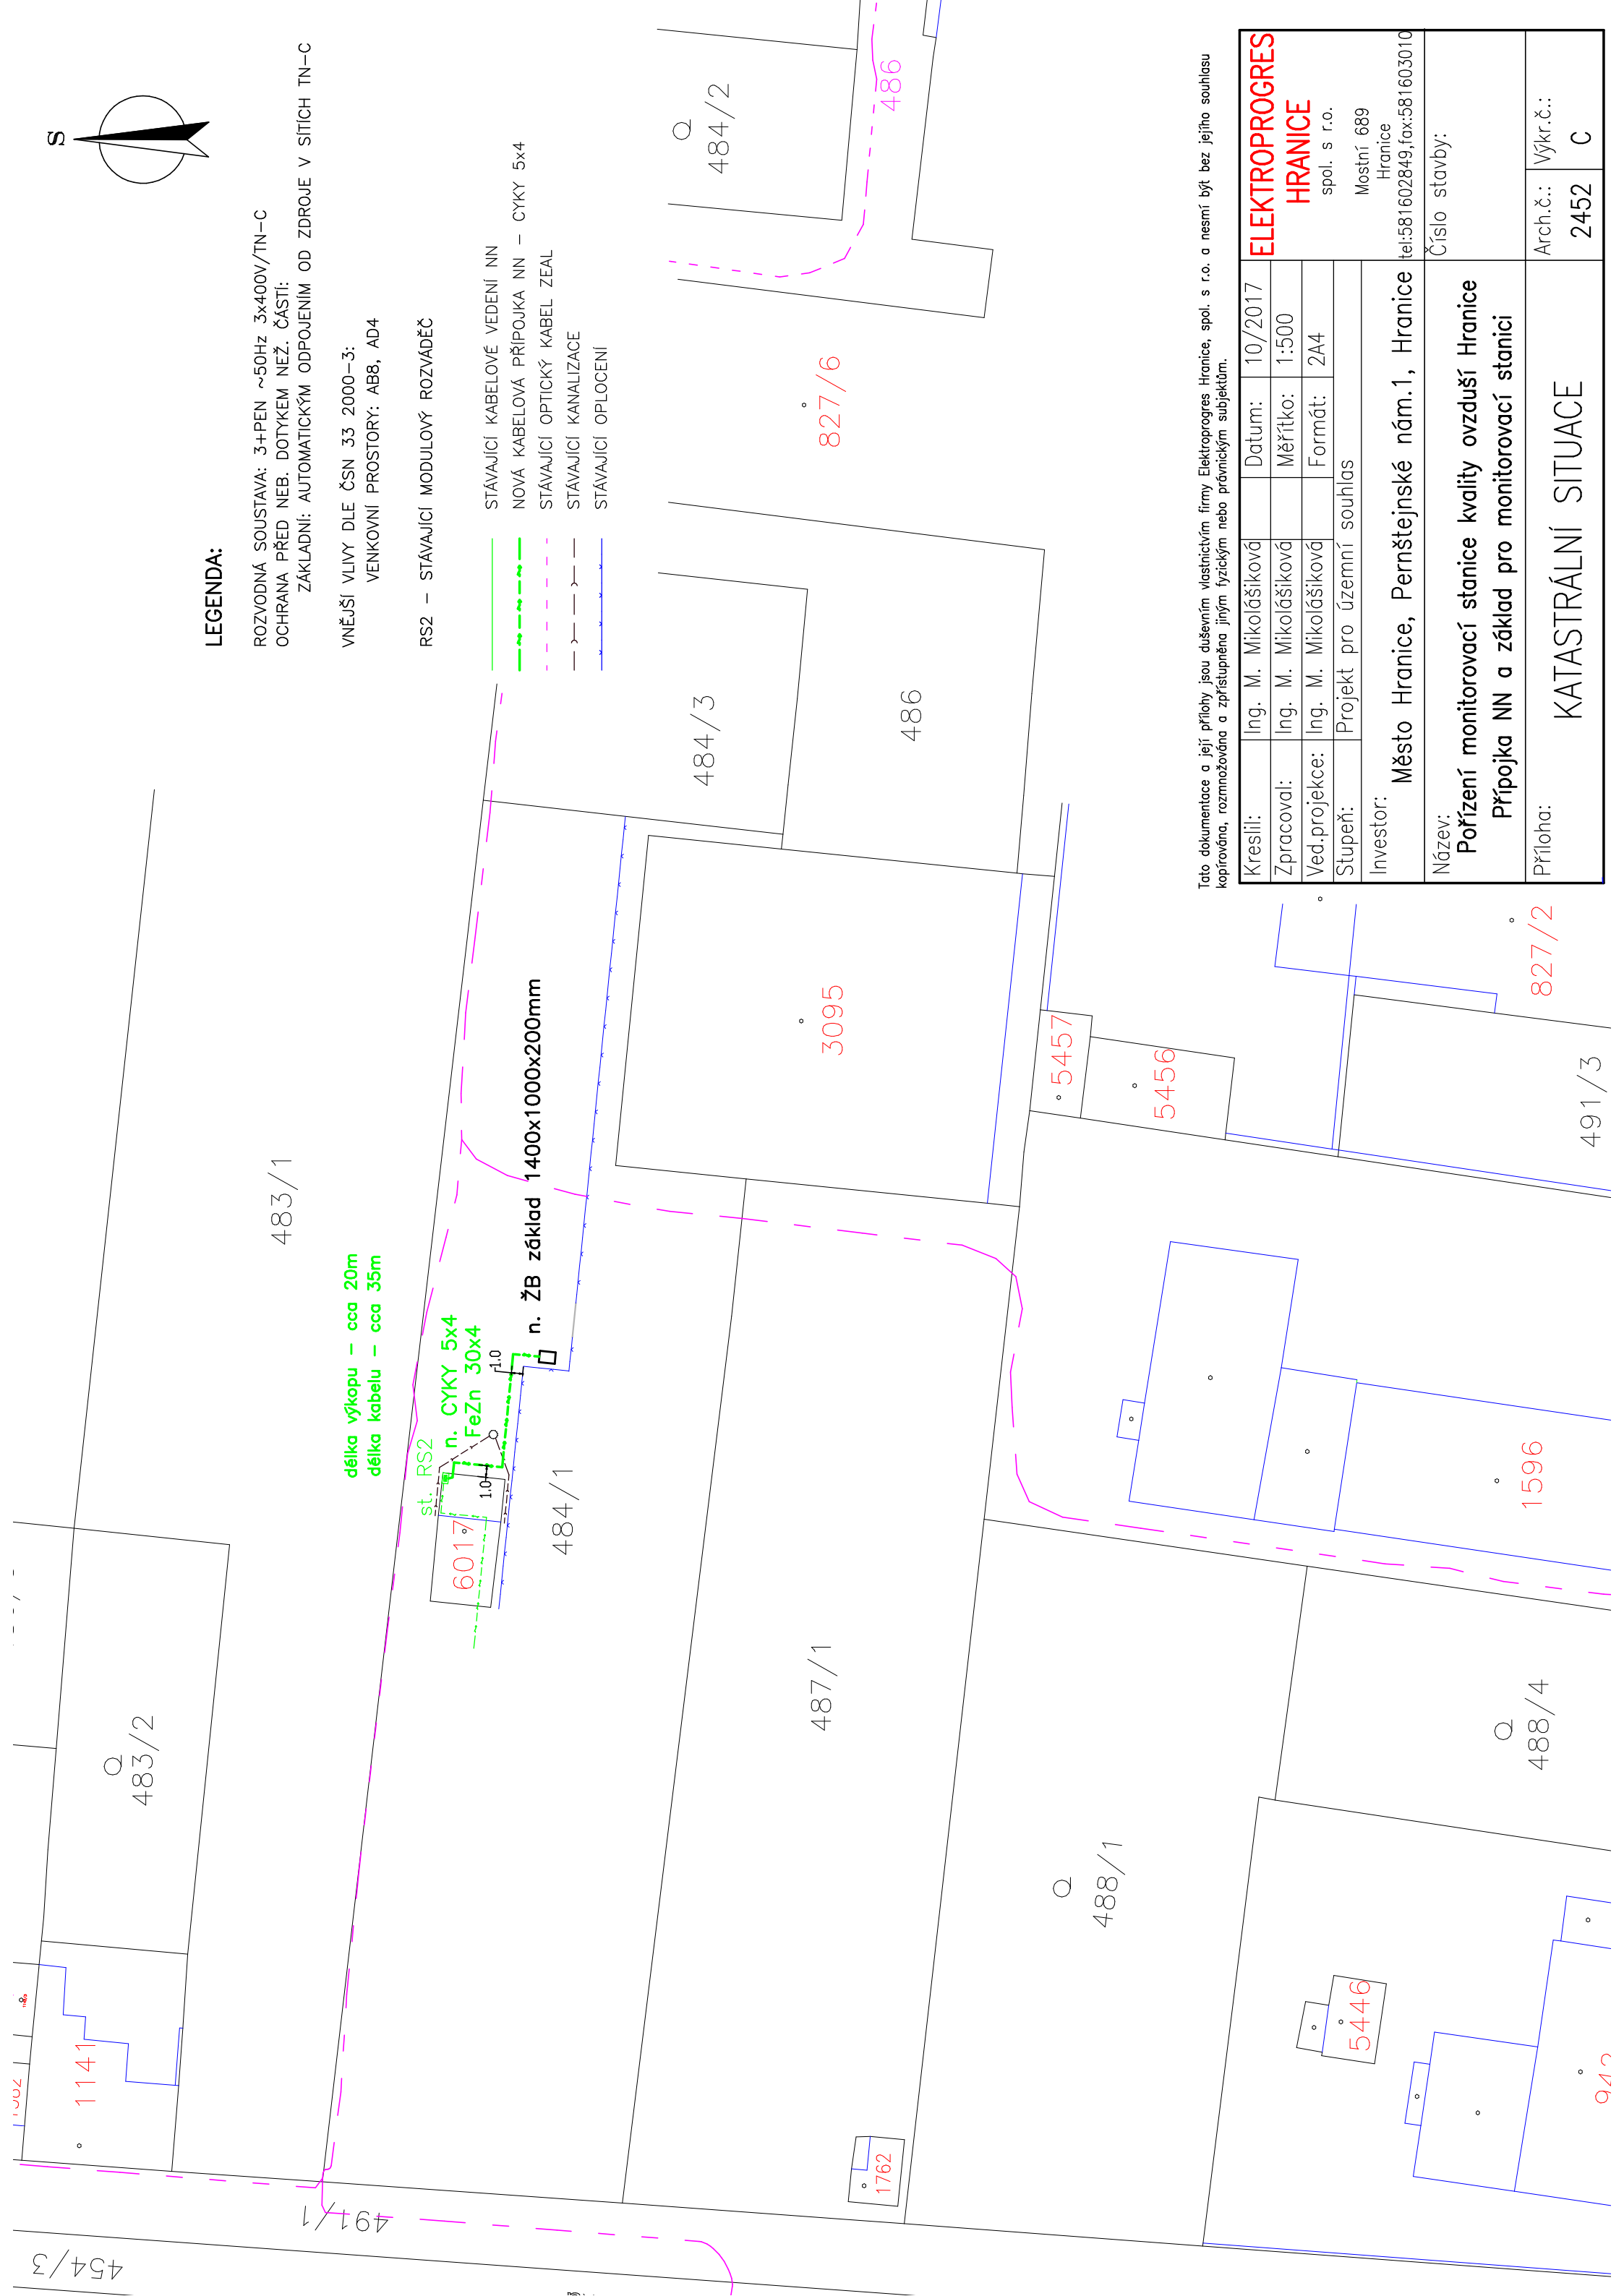 S
LEGENDA:
ROZVODNÁ SOUSTAVA: 3+PEN ~50Hz 3x400V/TN-C
OCHRANA PŘED NEB. DOTYKEM NEŽ. ČÁSTÍ:
ZÁKLADNÍ: AUTOMATICKÝM ODPOJENÍM OD ZDROJE V SÍTÍCH TN-C
VNĚJŠÍ VLIVY DLE ČSN 33 2000-3:
VENKOVNÍ PROSTORY: AB8, AD4
RS2 - STÁVAJÍCÍ MODULOVÝ ROZVÁDĚČ
STÁVAJÍCÍ KABELOVÉ VEDENÍ NN
NOVÁ KABELOVÁ PŘÍPOJKA NN - CYKY 5x4
STÁVAJÍCÍ OPTICKÝ KABEL ZEAL
STÁVAJÍCÍ KANALIZACE
STÁVAJÍCÍ OPLOCENÍ
454/3
491/1
1141
483/2
483/1
délka výkopu - cca 20m
délka kabelu - cca 35m
st. RS2
n. CYKY 5x4
FeZn 30x4
1.0
1.0
n. ŽB základ 1400x1000x200mm
6017
484/1
484/3
484/2
486
486
827/6
3095
487/1
1762
5457
5456
488/1
488/4
5446
1596
491/3
827/2
Tato dokumentace a její přílohy jsou duševním vlastnictvím firmy Elektroprogres Hranice, spol. s r.o. a nesmí být bez jejího souhlasu
kopírována, rozmnožována a zpřístupněna jiným fyzickým nebo právnickým subjektům.
Kreslil: Ing. M. Mikolášiková Datum: 10/2017
Zpracoval: Ing. M. Mikolášiková Měřítko: 1:500
Ved.projekce: Ing. M. Mikolášiková Formát: 2A4
Stupeň: Projekt pro územní souhlas
ELEKTROPROGRES
HRANICE
spol. s r.o.
Mostní 689
Hranice
tel:581602849,fax:581603010
Investor:
Město Hranice, Pernštejnské nám.1, Hranice
Číslo stavby:
Název:
Pořízení monitorovací stanice kvality ovzduší Hranice
Přípojka NN a základ pro monitorovací stanici
Příloha:
KATASTRÁLNÍ SITUACE
Arch.č.: Výkr.č.:
2452 C